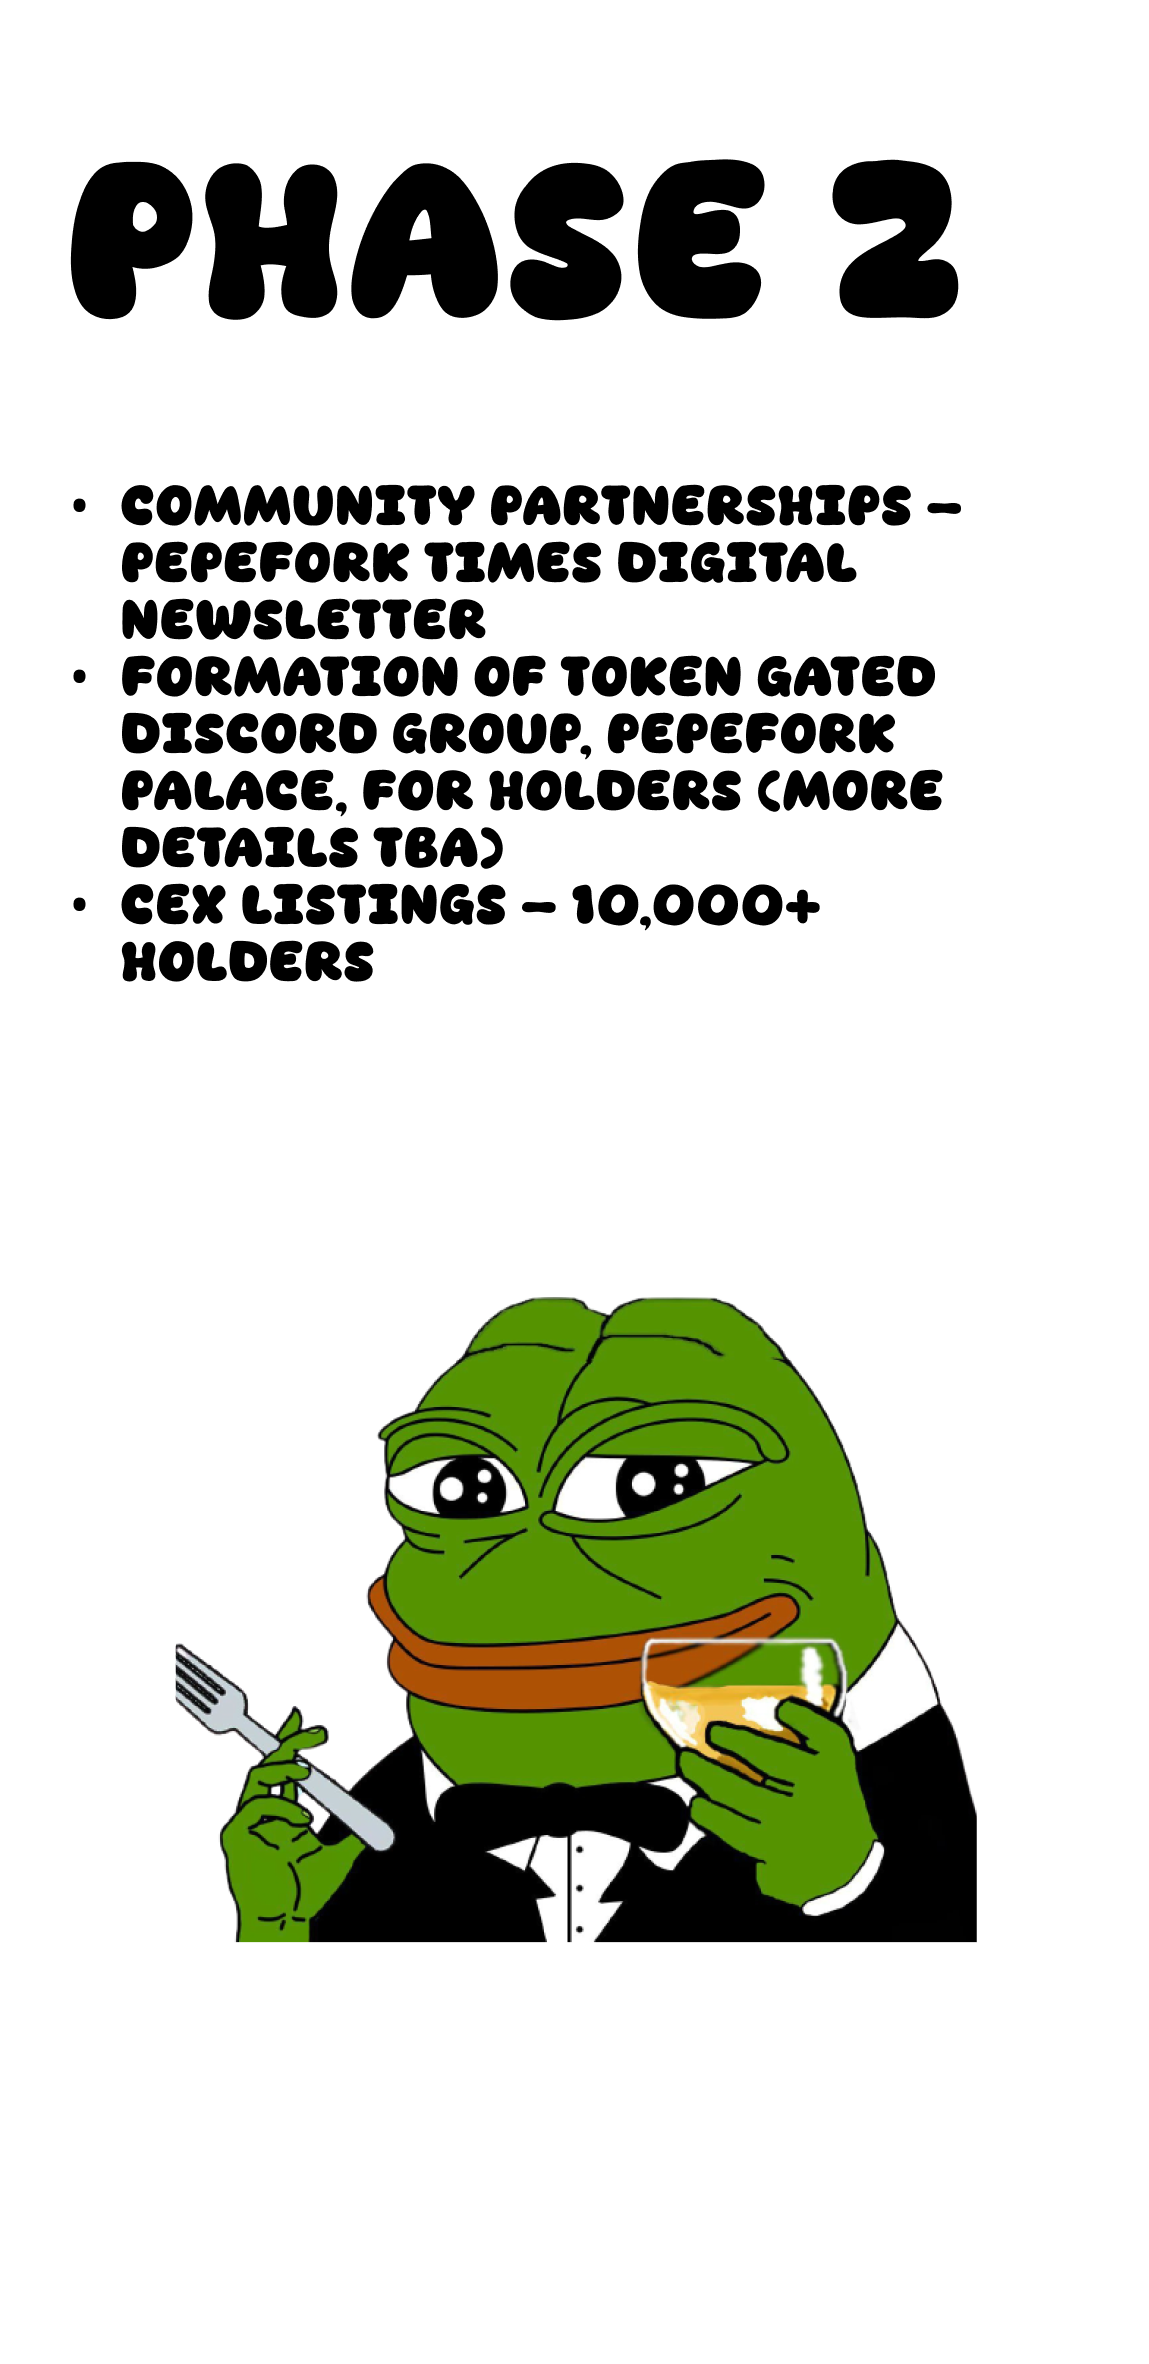 PHASE 2
• COMMUNITY PARTNERSHIPS –
PEPEFORK TIMES DIGITAL
NEWSLETTER
• FORMATION OF TOKEN GATED
DISCORD GROUP, PEPEFORK
PALACE, FOR HOLDERS (MORE
DETAILS TBA)
• CEX LISTINGS – 10,000+
HOLDERS